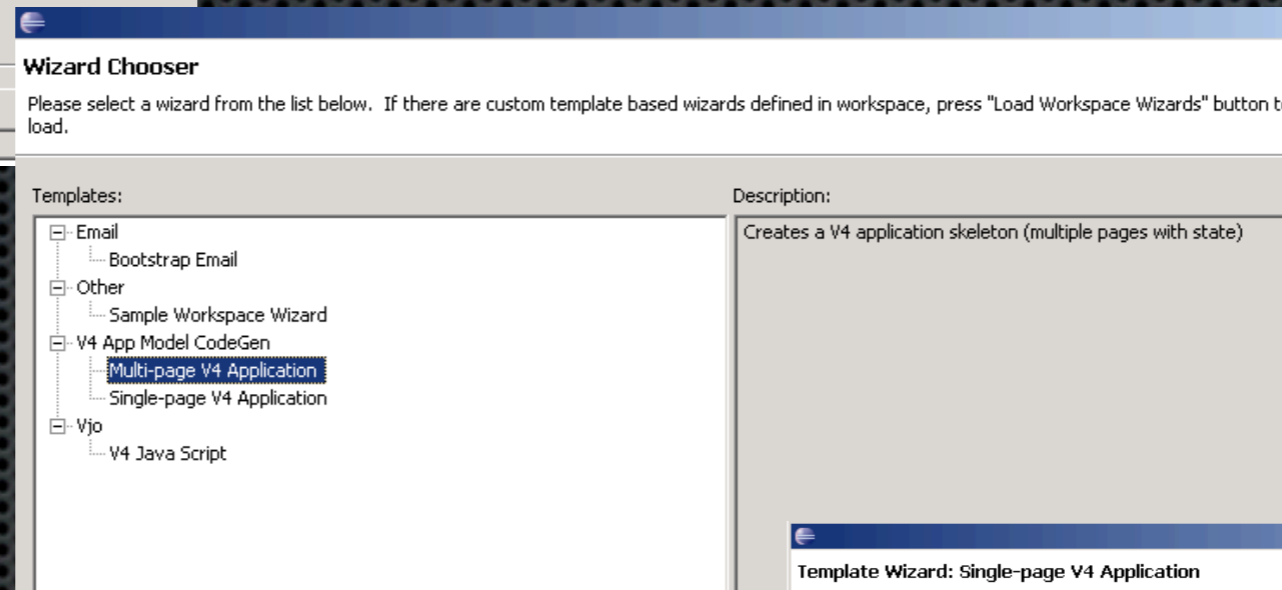 Wizard Chooser
Please select a wizard from the list below.  If there are custom template based wizards defined in workspace, press "Load Workspace Wizards" button
load.
Templates:
Description:
Email
Bootstrap Email
Other
Sample Workspace Wizard
V4 App Model CodeGen
Multi-page V4 Application
Single-page V4 Application
Vjo
V4 Java Script
Creates a V4 application skeleton (multiple pages with state)
Template Wizard: Single-page V4 Application